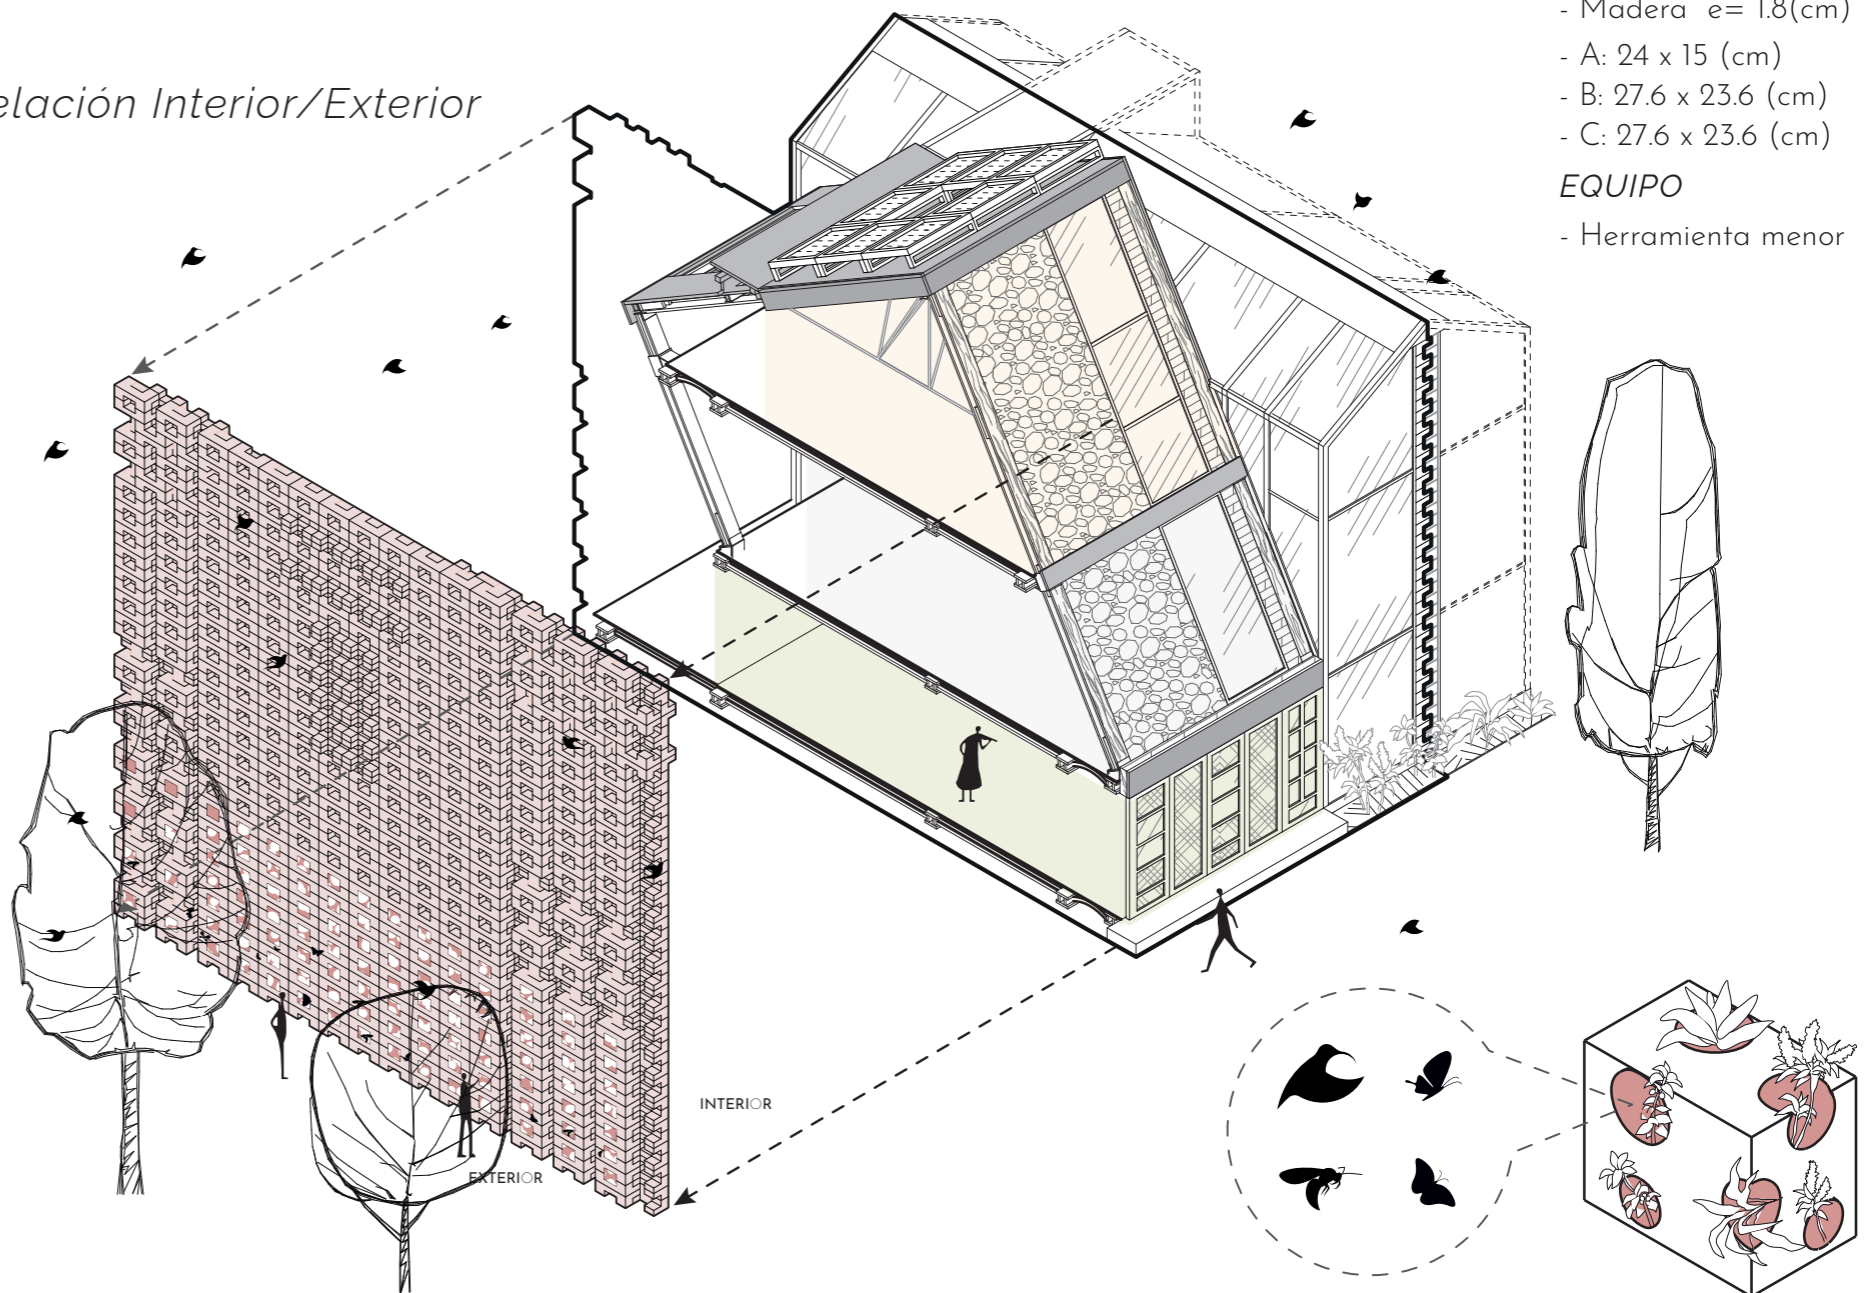 elación Interior/Exterior
- Madera e= 1.8(cm)
- A: 24 x 15 (cm)
- B: 27.6 x 23.6 (cm)
- C: 27.6 x 23.6 (cm)
EQUIPO
- Herramienta menor
INTERIOR
EXTERIOR